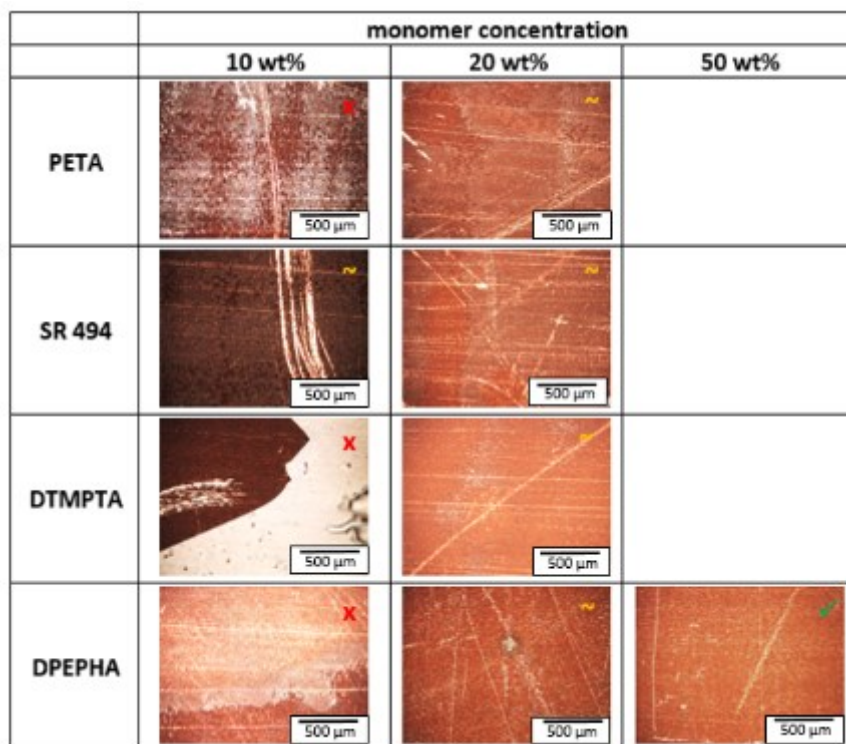 monomer concentration
10 wt% 20 wt% 50 wt%
PETA
x ~
500 µm 500 µm
SR 494
~ ~
500 µm 500 µm
DTMPTA
x ~
500 µm 500 µm
DPEPHA
x ~ ✓
500 µm 500 µm 500 µm